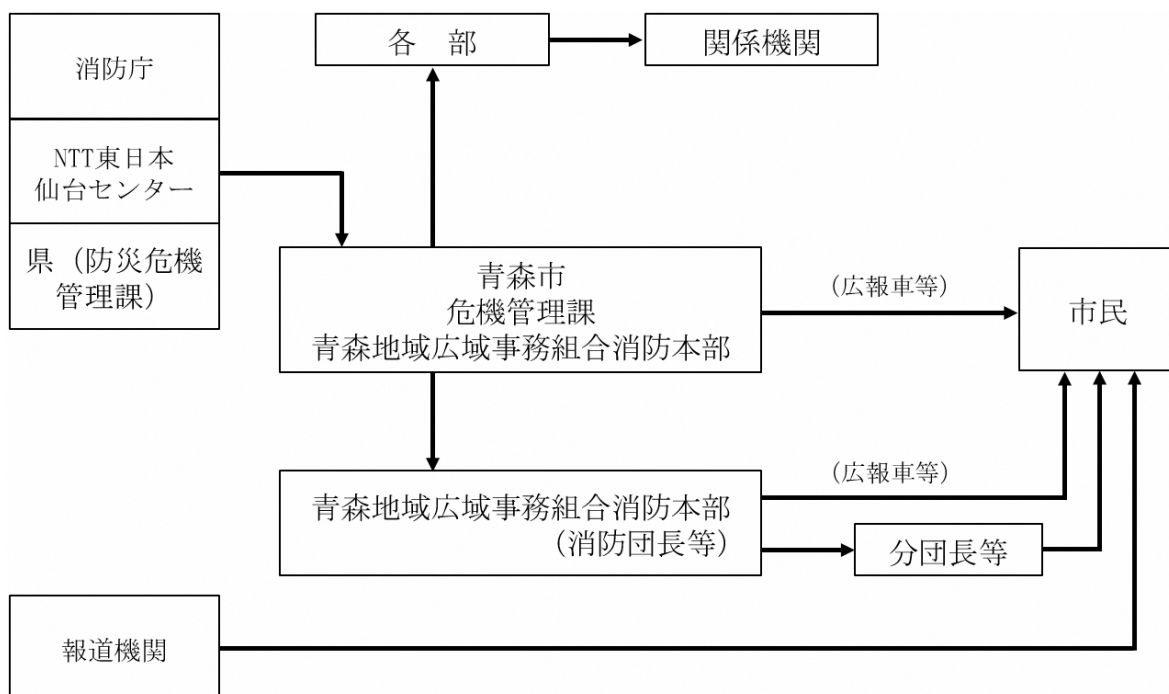 消防庁
各　部
関係機関
NTT東日本
仙台センター
県（防災危機
管理課）
青森市
危機管理課
青森地域広域事務組合消防本部
（広報車等）
市民
青森地域広域事務組合消防本部
（消防団長等）
（広報車等）
分団長等
報道機関